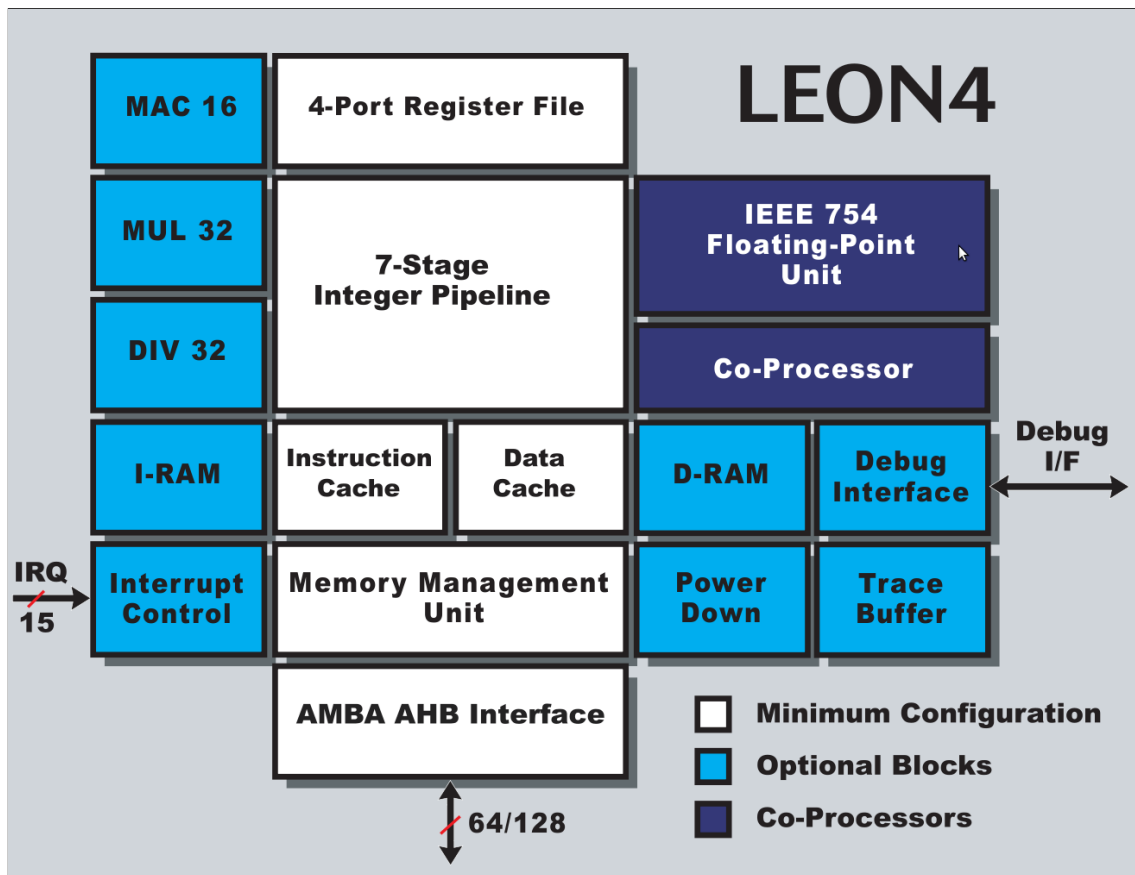 LEON4
MAC 16
4-Port Register File
MUL 32
7-Stage
Integer Pipeline
IEEE 754
Floating-Point
Unit
DIV 32
Co-Processor
I-RAM
Instruction
Cache
Data
Cache
D-RAM
Debug
Interface
Debug
I/F
IRQ
15
Interrupt
Control
Memory Management
Unit
Power
Down
Trace
Buffer
AMBA AHB Interface
64/128
Minimum Configuration
Optional Blocks
Co-Processors